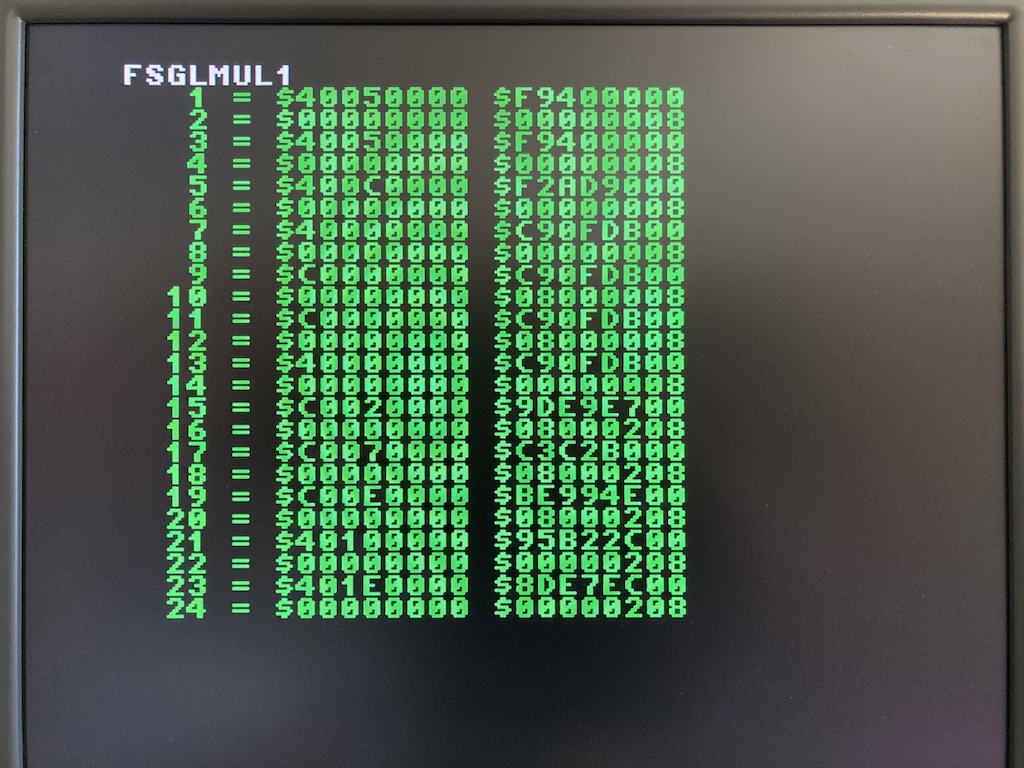 FSGLMUL1
1 = $40050000 $F9400000
2 = $00000000 $00000008
3 = $40050000 $F9400000
4 = $00000000 $00000008
5 = $400C0000 $F2AD9000
6 = $00000000 $00000008
7 = $40000000 $C90FDB00
8 = $00000000 $00000008
9 = $C0000000 $C90FDB00
10 = $00000000 $08000008
11 = $C0000000 $C90FDB00
12 = $00000000 $08000008
13 = $40000000 $C90FDB00
14 = $00000000 $00000008
15 = $C0020000 $9DE9E700
16 = $00000000 $08000208
17 = $C0070000 $C3C2B000
18 = $00000000 $08000208
19 = $C00E0000 $BE994E00
20 = $00000000 $08000208
21 = $40100000 $95B22C00
22 = $00000000 $00000208
23 = $401E0000 $8DE7EC00
24 = $00000000 $00000208